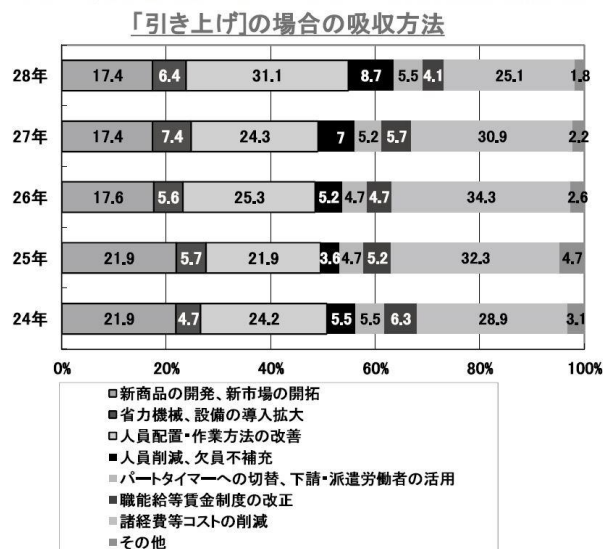 「引き上げ]の場合の吸収方法
28年 17.4 6.4 31.1 8.7 5.5 4.1 25.1 1.8
27年 17.4 7.4 24.3 7 5.2 5.7 30.9 2.2
26年 17.6 5.6 25.3 5.2 4.7 4.7 34.3 2.6
25年 21.9 5.7 21.9 3.6 4.7 5.2 32.3 4.7
24年 21.9 4.7 24.2 5.5 5.5 6.3 28.9 3.1
0% 20% 40% 60% 80% 100%
新商品の開発、新市場の開拓
省力機械、設備の導入拡大
人員配置・作業方法の改善
人員削減、欠員不補充
パートタイマーへの切替、下請・派遣労働者の活用
職能給等賃金制度の改正
諸経費等コストの削減
その他